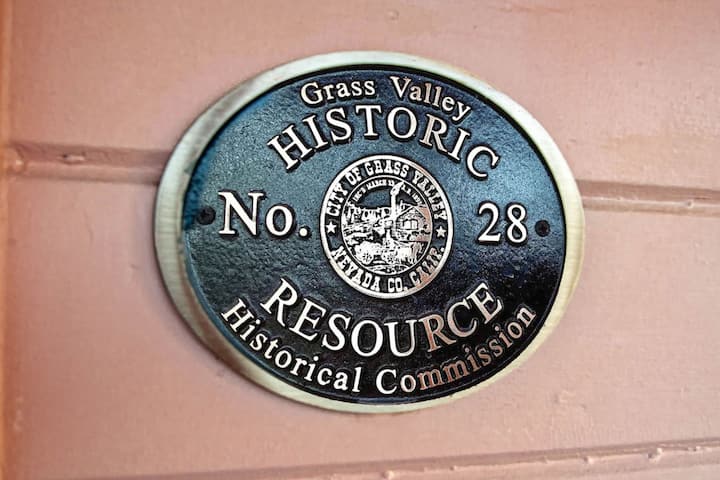 Grass Valley
HISTORIC
No. 28
CITY OF GRASS VALLEY
NEVADA CO. CALIF.
RESOURCE
Historical Commission